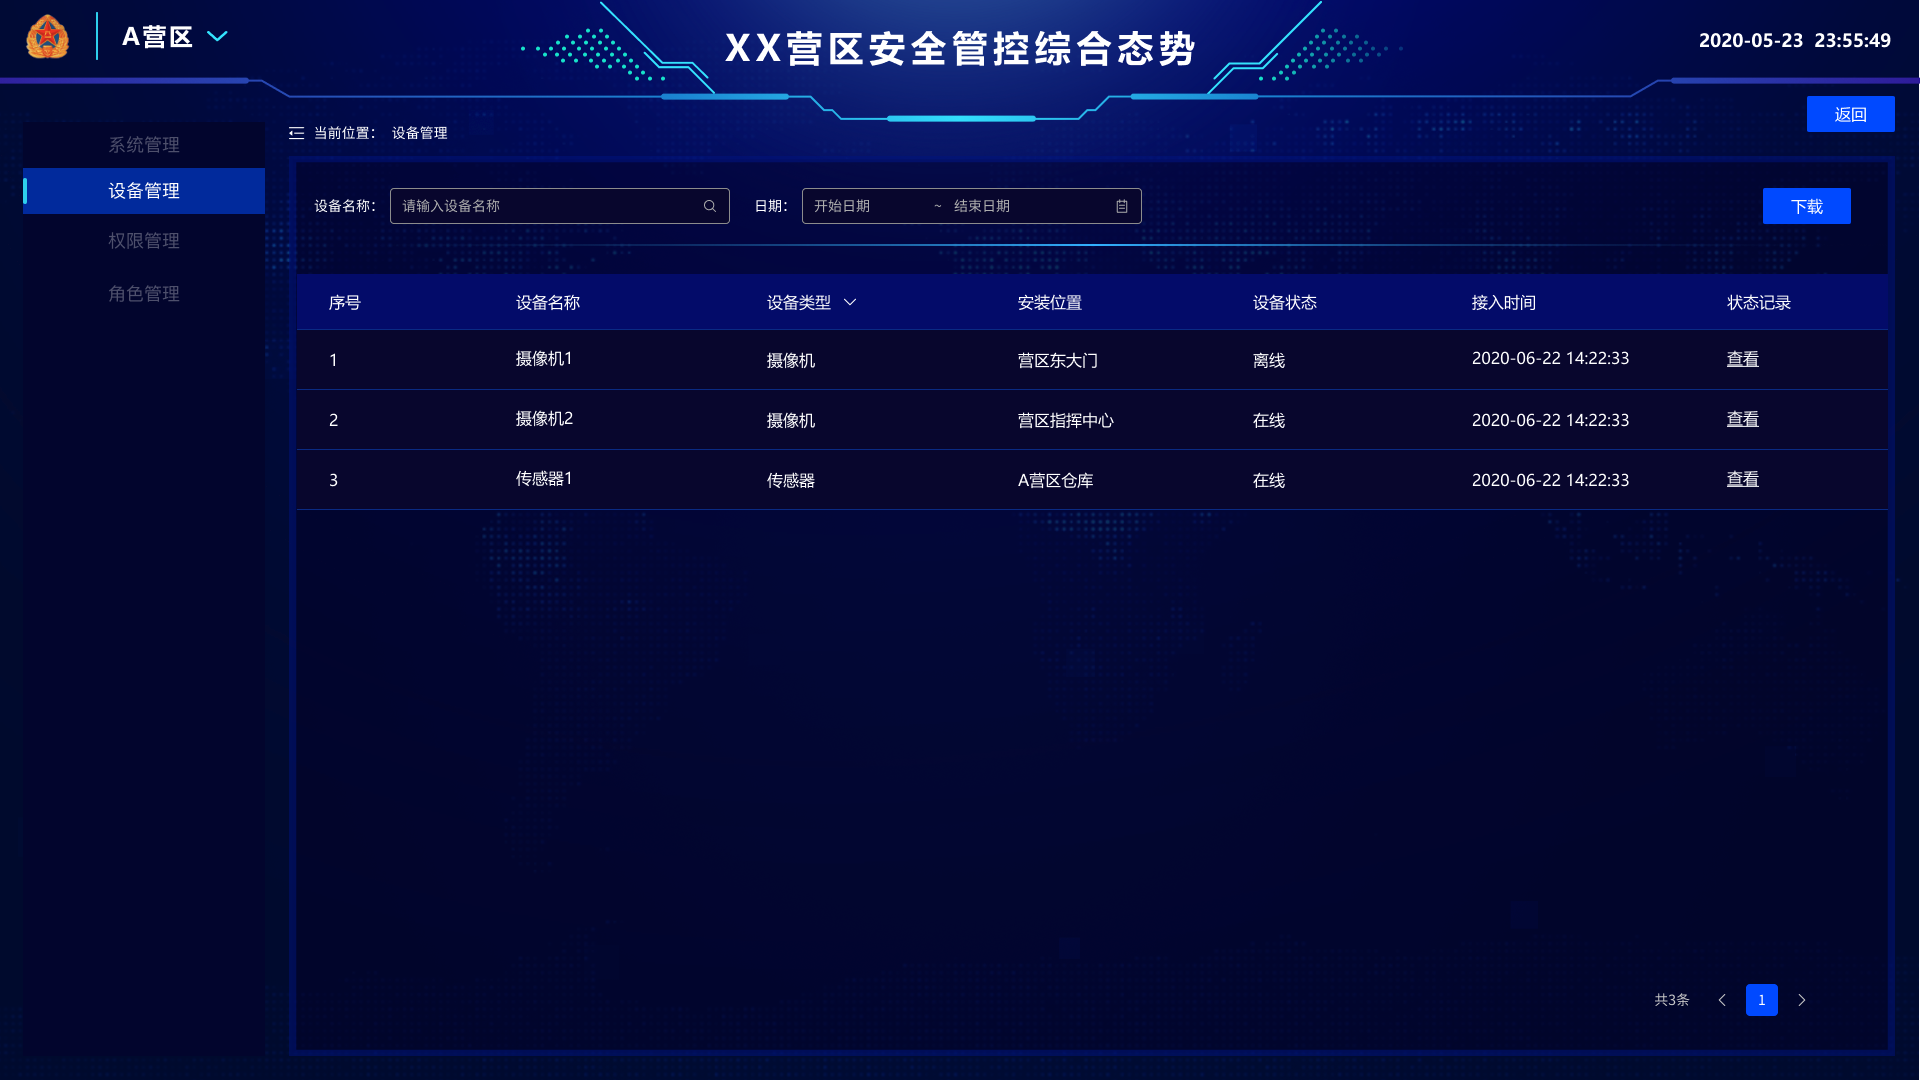 A营区
XX营区安全管控综合态势
2020-05-23 23:55:49
返回
系统管理
设备管理
权限管理
角色管理
当前位置： 设备管理
设备名称： 请输入设备名称 日期： 开始日期 ~ 结束日期 下载
序号 设备名称 设备类型 安装位置 设备状态 接入时间 状态记录
1 摄像机1 摄像机 营区东大门 离线 2020-06-22 14:22:33 查看
2 摄像机2 摄像机 营区指挥中心 在线 2020-06-22 14:22:33 查看
3 传感器1 传感器 A营区仓库 在线 2020-06-22 14:22:33 查看
共3条 1